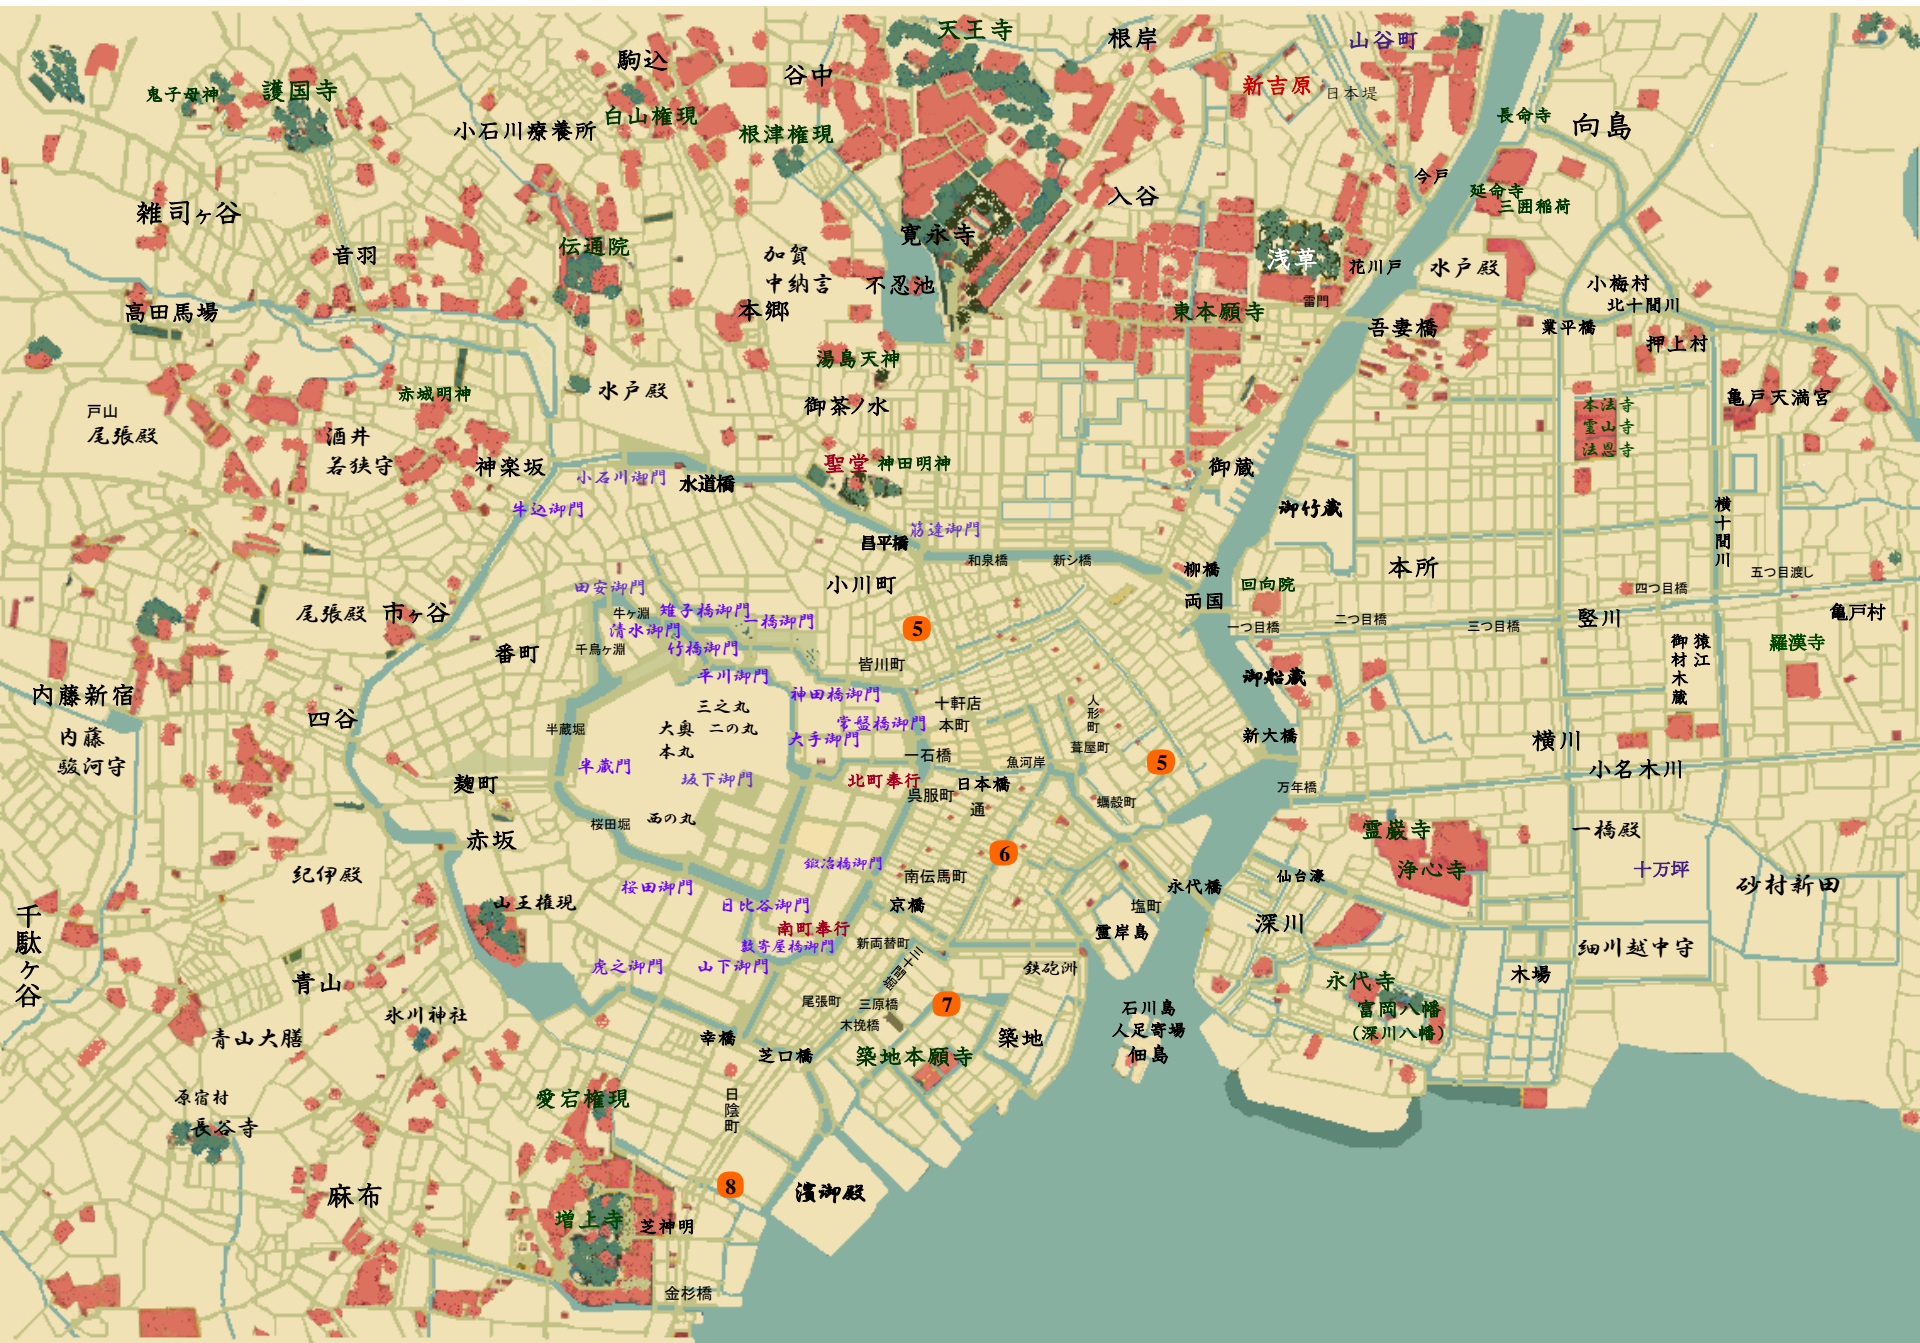 天王寺
根岸
山谷町
駒込
谷中
新吉原
日本堤
鬼子母神
護国寺
白山権現
小石川療養所
根津権現
長命寺
向島
今戸
延命寺
三囲稲荷
入谷
雑司ヶ谷
音羽
伝通院
加賀
中納言
寛永寺
不忍池
浅草
花川戸
水戸殿
小梅村
北十間川
高田馬場
本郷
東本願寺
雷門
吾妻橋
業平橋
押上村
湯島天神
赤城明神
水戸殿
御茶ノ水
戸山
尾張殿
酒井
若狭守
神楽坂
本法寺
霊山寺
法恩寺
亀戸天満宮
小石川御門
水道橋
聖堂
神田明神
御蔵
御竹蔵
牛込御門
筋違御門
昌平橋
和泉橋
新シ橋
横十間川
柳橋
両国
回向院
本所
五つ目渡し
四つ目橋
田安御門
小川町
尾張殿
市ヶ谷
牛ヶ淵
雉子橋御門
一橋御門
清水御門
竹橋御門
千鳥ヶ淵
番町
5
一つ目橋
二つ目橋
三つ目橋
竪川
亀戸村
猿江
御材木蔵
羅漢寺
皆川町
平川御門
神田橋御門
御船蔵
内藤新宿
内藤
駿河守
四谷
半蔵堀
三之丸
大奥
二の丸
本丸
常盤橋御門
大手御門
十軒店
本町
人形町
葺屋町
新大橋
横川
一石橋
魚河岸
5
半蔵門
坂下御門
北町奉行
呉服町
日本橋
通
蠣殻町
万年橋
小名木川
麹町
桜田堀
西の丸
赤坂
霊巌寺
浄心寺
一橋殿
十万坪
砂村新田
鍛冶橋御門
6
紀伊殿
桜田御門
南伝馬町
永代橋
仙台濠
山王権現
日比谷御門
京橋
塩町
深川
千駄ヶ谷
南町奉行
数寄屋橋御門
新両替町
三十間堀
霊岸島
細川越中守
虎之御門
山下御門
鉄砲洲
木場
青山
尾張町
三原橋
7
永代寺
富岡八幡
(深川八幡)
氷川神社
木挽橋
石川島
人足寄場
佃島
青山大膳
幸橋
芝口橋
築地
築地本願寺
原宿村
長谷寺
愛宕権現
日陰町
麻布
8
濱御殿
増上寺
芝神明
金杉橋